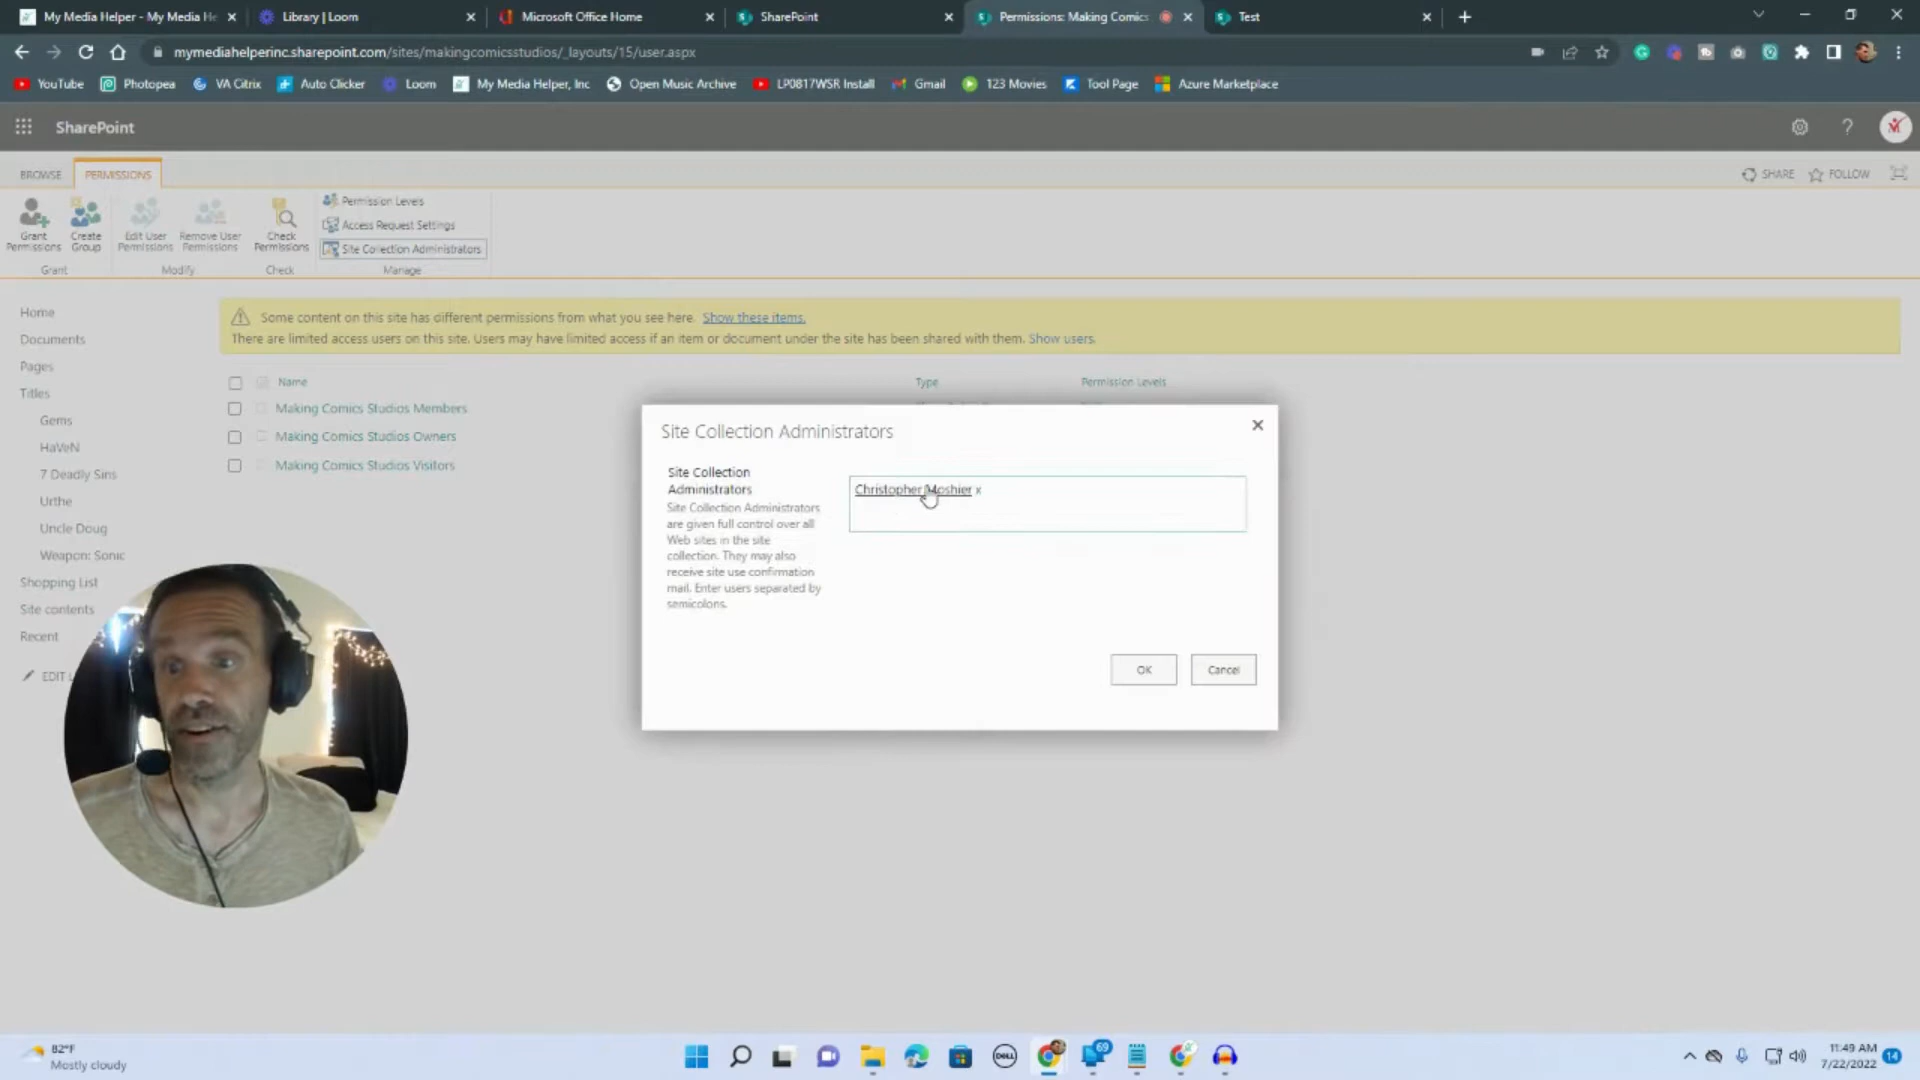 My Media Helper - My Media He
Library | Loom
Microsoft Office Home
SharePoint
Permissions: Making Comics
Test
mymediahelperinc.sharepoint.com/sites/makingcomicsstudios/_layouts/15/user.aspx
YouTube
Photopea
VA Citrix
Auto Clicker
Loom
My Media Helper, Inc
Open Music Archive
LP0817WSR Install
Gmail
123 Movies
Tool Page
Azure Marketplace
SharePoint
BROWSE
PERMISSIONS
SHARE
FOLLOW
Grant Permissions
Create Group
Edit User Permissions
Remove User Permissions
Check Permissions
Permission Levels
Access Request Settings
Site Collection Administrators
Grant
Modify
Check
Manage
Home
Documents
Pages
Titles
Gems
HaVeN
7 Deadly Sins
Urthe
Uncle Doug
Weapon: Sonic
Shopping List
Site contents
Recent
EDIT L
Some content on this site has different permissions from what you see here. Show these items.
There are limited access users on this site. Users may have limited access if an item or document under the site has been shared with them. Show users.
Name
Type
Permission Levels
Making Comics Studios Members
Making Comics Studios Owners
Making Comics Studios Visitors
Site Collection Administrators
Site Collection
Administrators
Site Collection Administrators
are given full control over all
Web sites in the site
collection. They may also
receive site use confirmation
mail. Enter users separated by
semicolons.
Christopher Moshier x
OK
Cancel
82°F
Mostly cloudy
DELL
69
11:49 AM
7/22/2022
14